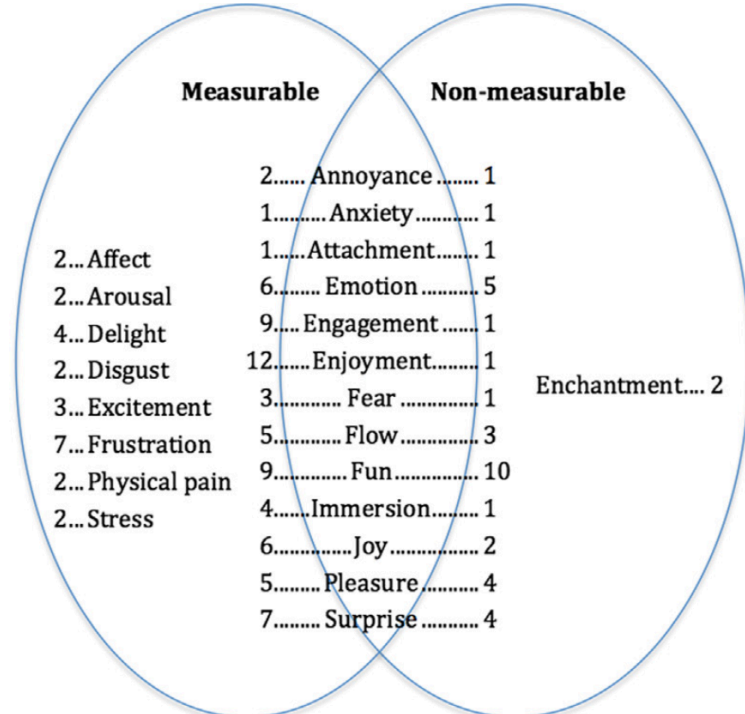 Measurable
Non-measurable
2...... Annoyance ....... 1
1..........Anxiety............ 1
1......Attachment....... 1
6......... Emotion ......... 5
9..... Engagement ...... 1
12.......Enjoyment....... 1
3............. Fear ............. 1
5.............Flow ............. 3
9..............Fun.............. 10
4.......Immersion........ 1
6...............Joy................. 2
5..........Pleasure........... 4
7......... Surprise ........... 4
2... Affect
2... Arousal
4... Delight
2... Disgust
3... Excitement
7... Frustration
2... Physical pain
2... Stress
Enchantment.... 2